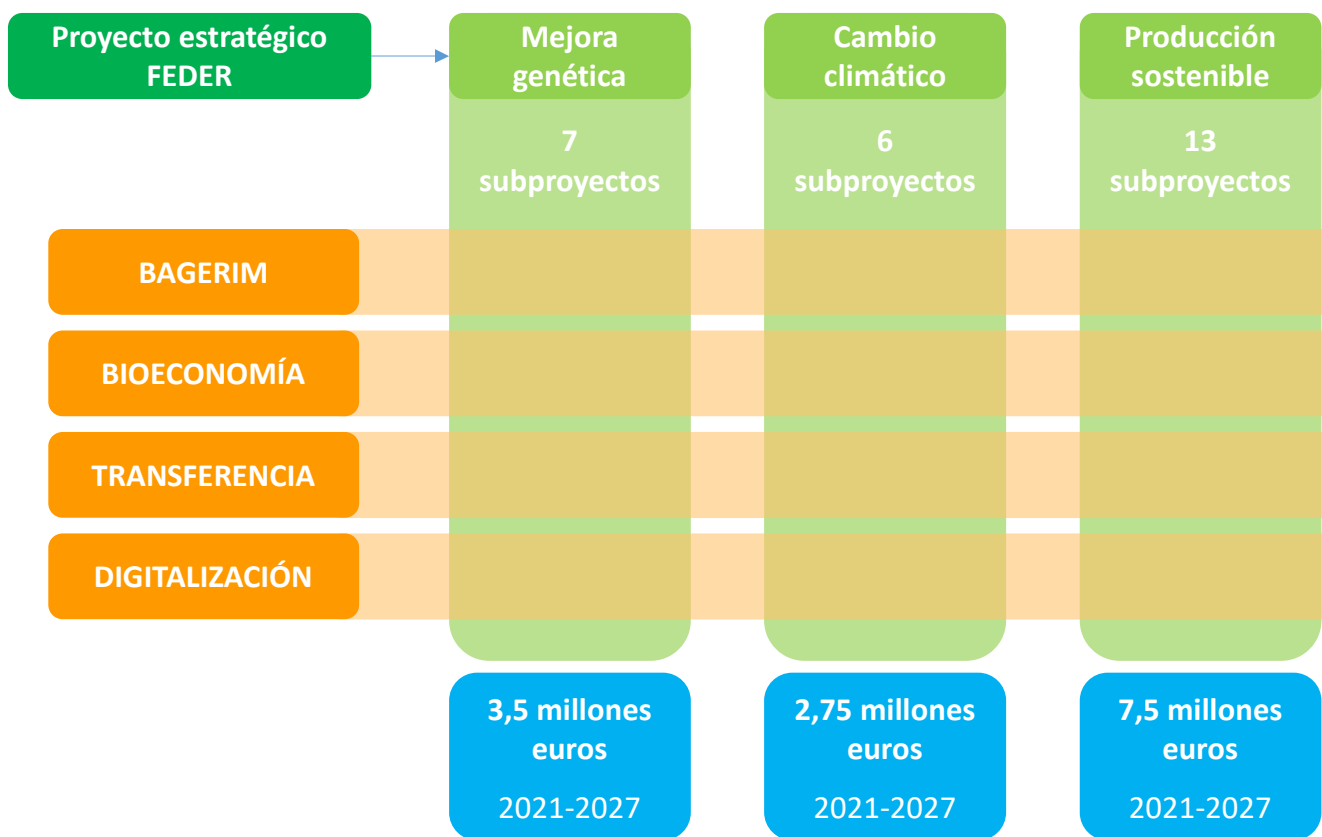 Proyecto estratégico
FEDER
Mejora
genética
Cambio
climático
Producción
sostenible
7
subproyectos
6
subproyectos
13
subproyectos
BAGERIM
BIOECONOMÍA
TRANSFERENCIA
DIGITALIZACIÓN
3,5 millones
euros
2021-2027
2,75 millones
euros
2021-2027
7,5 millones
euros
2021-2027